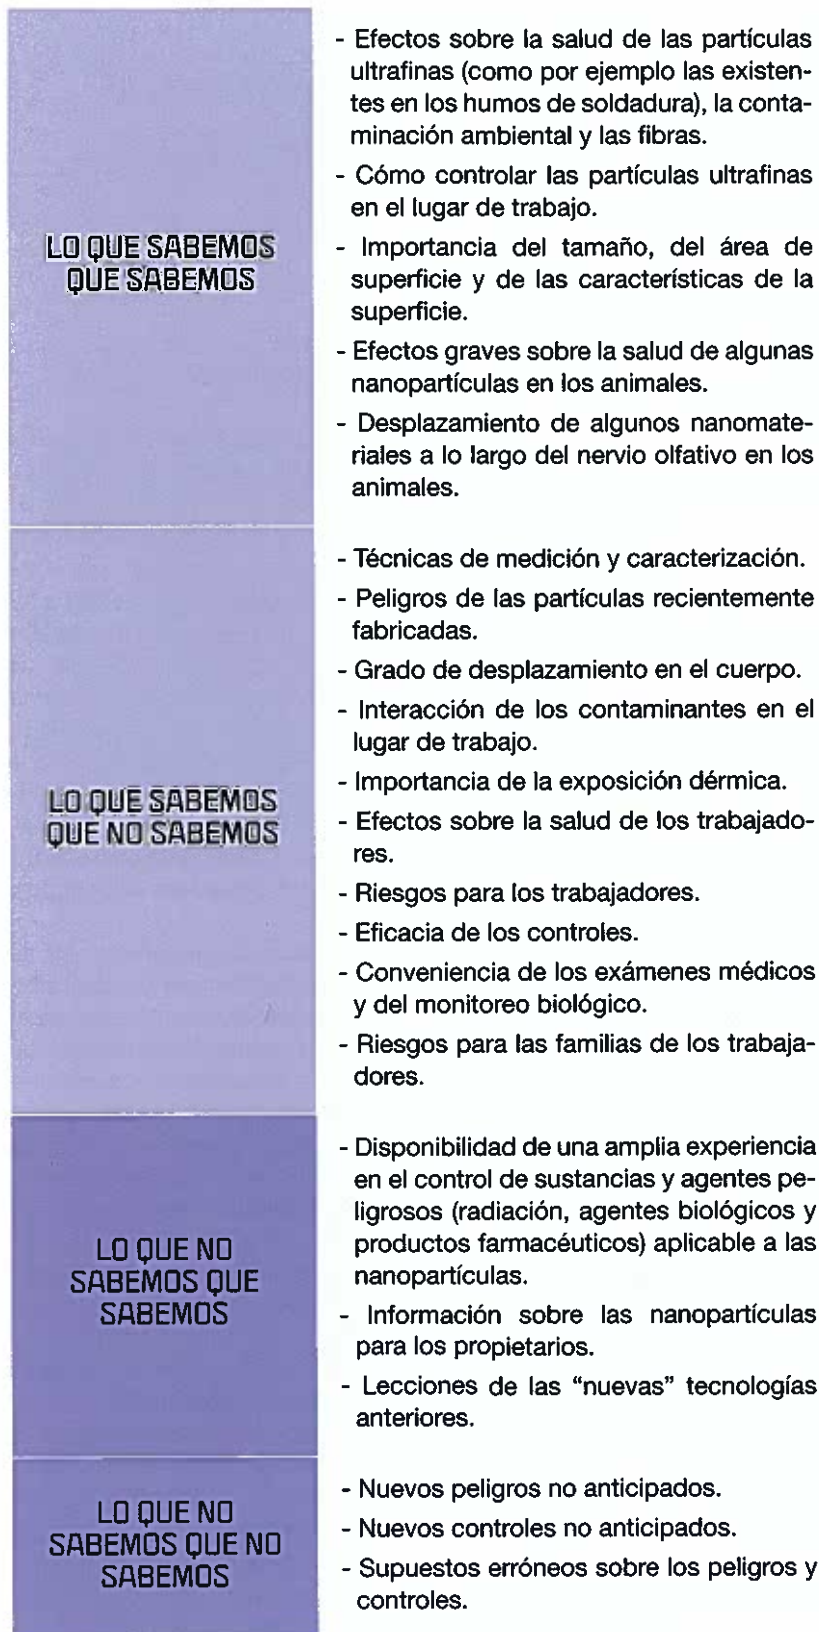 LO QUE SABEMOS
QUE SABEMOS
- Efectos sobre la salud de las partículas
ultrafinas (como por ejemplo las existen-
tes en los humos de soldadura), la conta-
minación ambiental y las fibras.
- Cómo controlar las partículas ultrafinas
en el lugar de trabajo.
- Importancia del tamaño, del área de
superficie y de las características de la
superficie.
- Efectos graves sobre la salud de algunas
nanopartículas en los animales.
- Desplazamiento de algunos nanomate-
riales a lo largo del nervio olfativo en los
animales.
LO QUE SABEMOS
QUE NO SABEMOS
- Técnicas de medición y caracterización.
- Peligros de las partículas recientemente
fabricadas.
- Grado de desplazamiento en el cuerpo.
- Interacción de los contaminantes en el
lugar de trabajo.
- Importancia de la exposición dérmica.
- Efectos sobre la salud de los trabajado-
res.
- Riesgos para los trabajadores.
- Eficacia de los controles.
- Conveniencia de los exámenes médicos
y del monitoreo biológico.
- Riesgos para las familias de los trabaja-
dores.
LO QUE NO
SABEMOS QUE
SABEMOS
- Disponibilidad de una amplia experiencia
en el control de sustancias y agentes pe-
ligrosos (radiación, agentes biológicos y
productos farmacéuticos) aplicable a las
nanopartículas.
- Información sobre las nanopartículas
para los propietarios.
- Lecciones de las “nuevas” tecnologías
anteriores.
LO QUE NO
SABEMOS QUE NO
SABEMOS
- Nuevos peligros no anticipados.
- Nuevos controles no anticipados.
- Supuestos erróneos sobre los peligros y
controles.